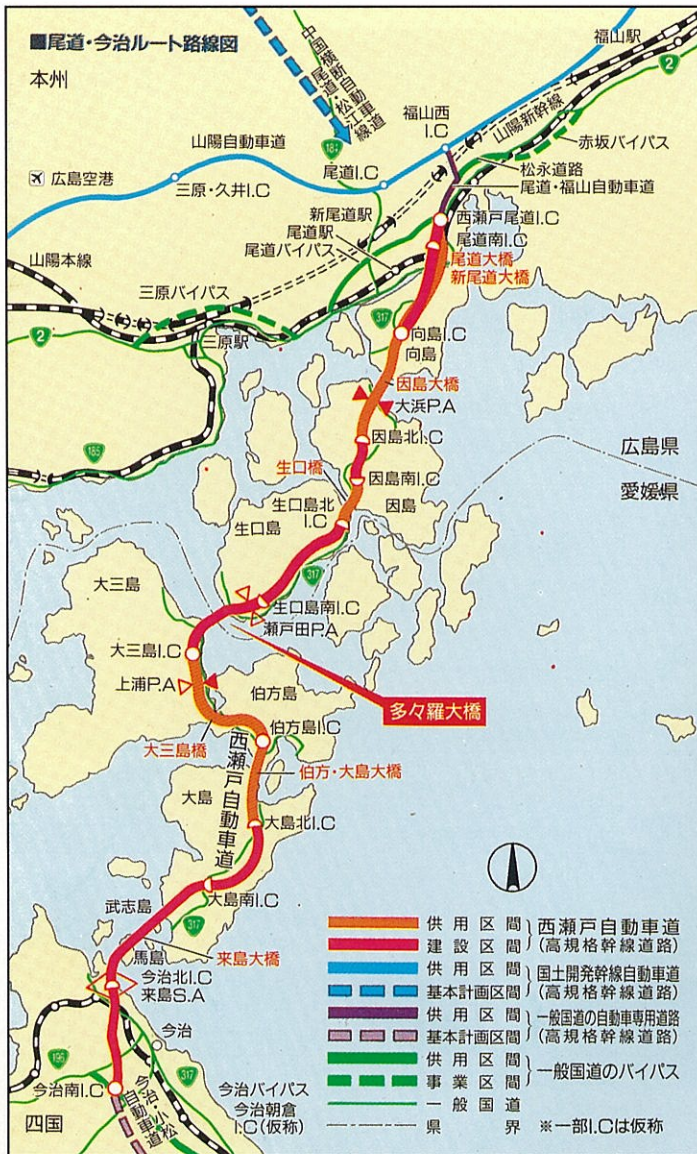 ■尾道・今治ルート路線図
本州
中国横断自動車道
尾道・松江線
福山駅
2
福山西
I.C
山陽新幹線
赤坂バイパス
山陽自動車道
184
尾道I.C
松永道路
尾道・福山自動車道
広島空港
三原・久井I.C
新尾道駅
尾道駅
尾道バイパス
西瀬戸尾道I.C
尾道南I.C
尾道大橋
新尾道大橋
山陽本線
三原バイパス
317
2
三原駅
向島I.C
向島
因島大橋
大浜P.A
185
因島北I.C
広島県
愛媛県
生口橋
因島南I.C
因島
生口島北
I.C
生口島
317
大三島
生口島南I.C
瀬戸田P.A
大三島I.C
上浦P.A
伯方島
多々羅大橋
伯方島I.C
大三島橋
西瀬戸自動車道
伯方・大島大橋
大島
大島北I.C
大島南I.C
武志島
317
馬島
来島大橋
今治北I.C
来島S.A
今治
196
今治南I.C
今治・小松
自動車道
今治バイパス
今治朝倉
I.C(仮称)
四国
供用区間
建設区間
西瀬戸自動車道
(高規格幹線道路)
供用区間
基本計画区間
国土開発幹線自動車道
(高規格幹線道路)
供用区間
基本計画区間
一般国道の自動車専用道路
(高規格幹線道路)
供用区間
事業区間
一般国道のバイパス
一般国道
県界
※一部I.Cは仮称